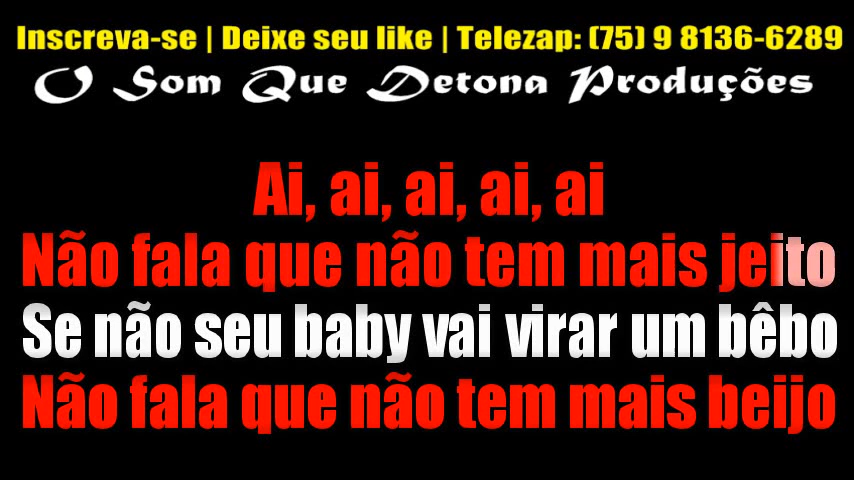 Inscreva-se | Deixe seu like | Telezap: (75) 9 8136-6289
O Som Que Detona Produções
Ai, ai, ai, ai, ai
Não fala que não tem mais jeito
Se não seu baby vai virar um bêbo
Não fala que não tem mais beijo